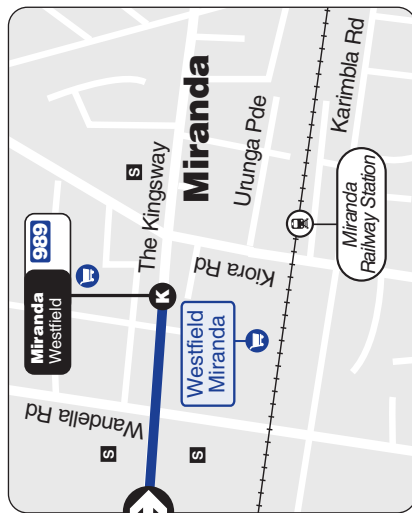 Miranda
Westfield
989
Wandella Rd
The Kingsway
K
S
S
S
Westfield
Miranda
Kiora Rd
Miranda
Urunga Pde
Karimbla Rd
Miranda
Railway Station